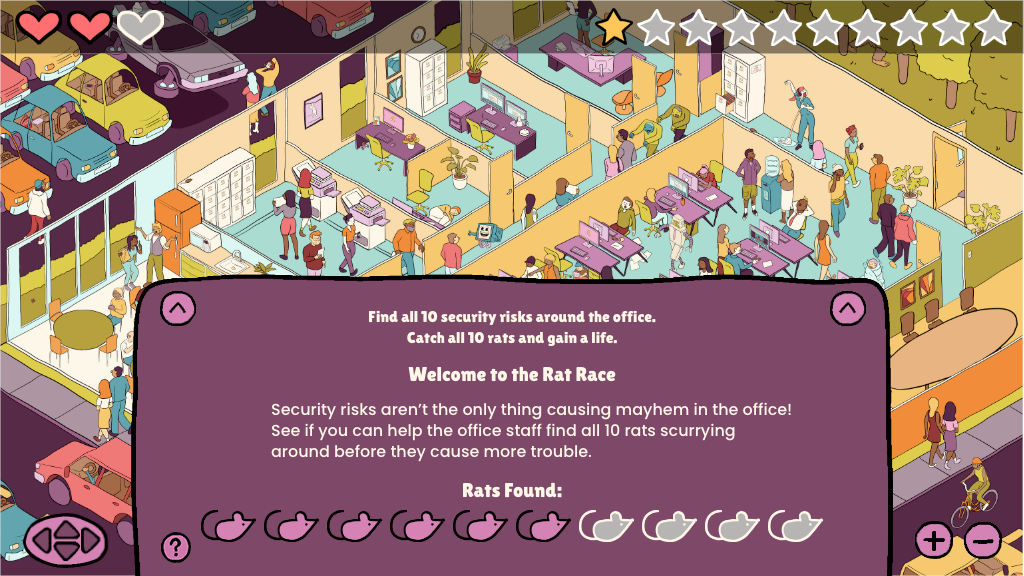 Find all 10 security risks around the office.
Catch all 10 rats and gain a life.
Welcome to the Rat Race
Security risks aren't the only thing causing mayhem in the office!
See if you can help the office staff find all 10 rats scurrying
around before they cause more trouble.
Rats Found:
?
+
−